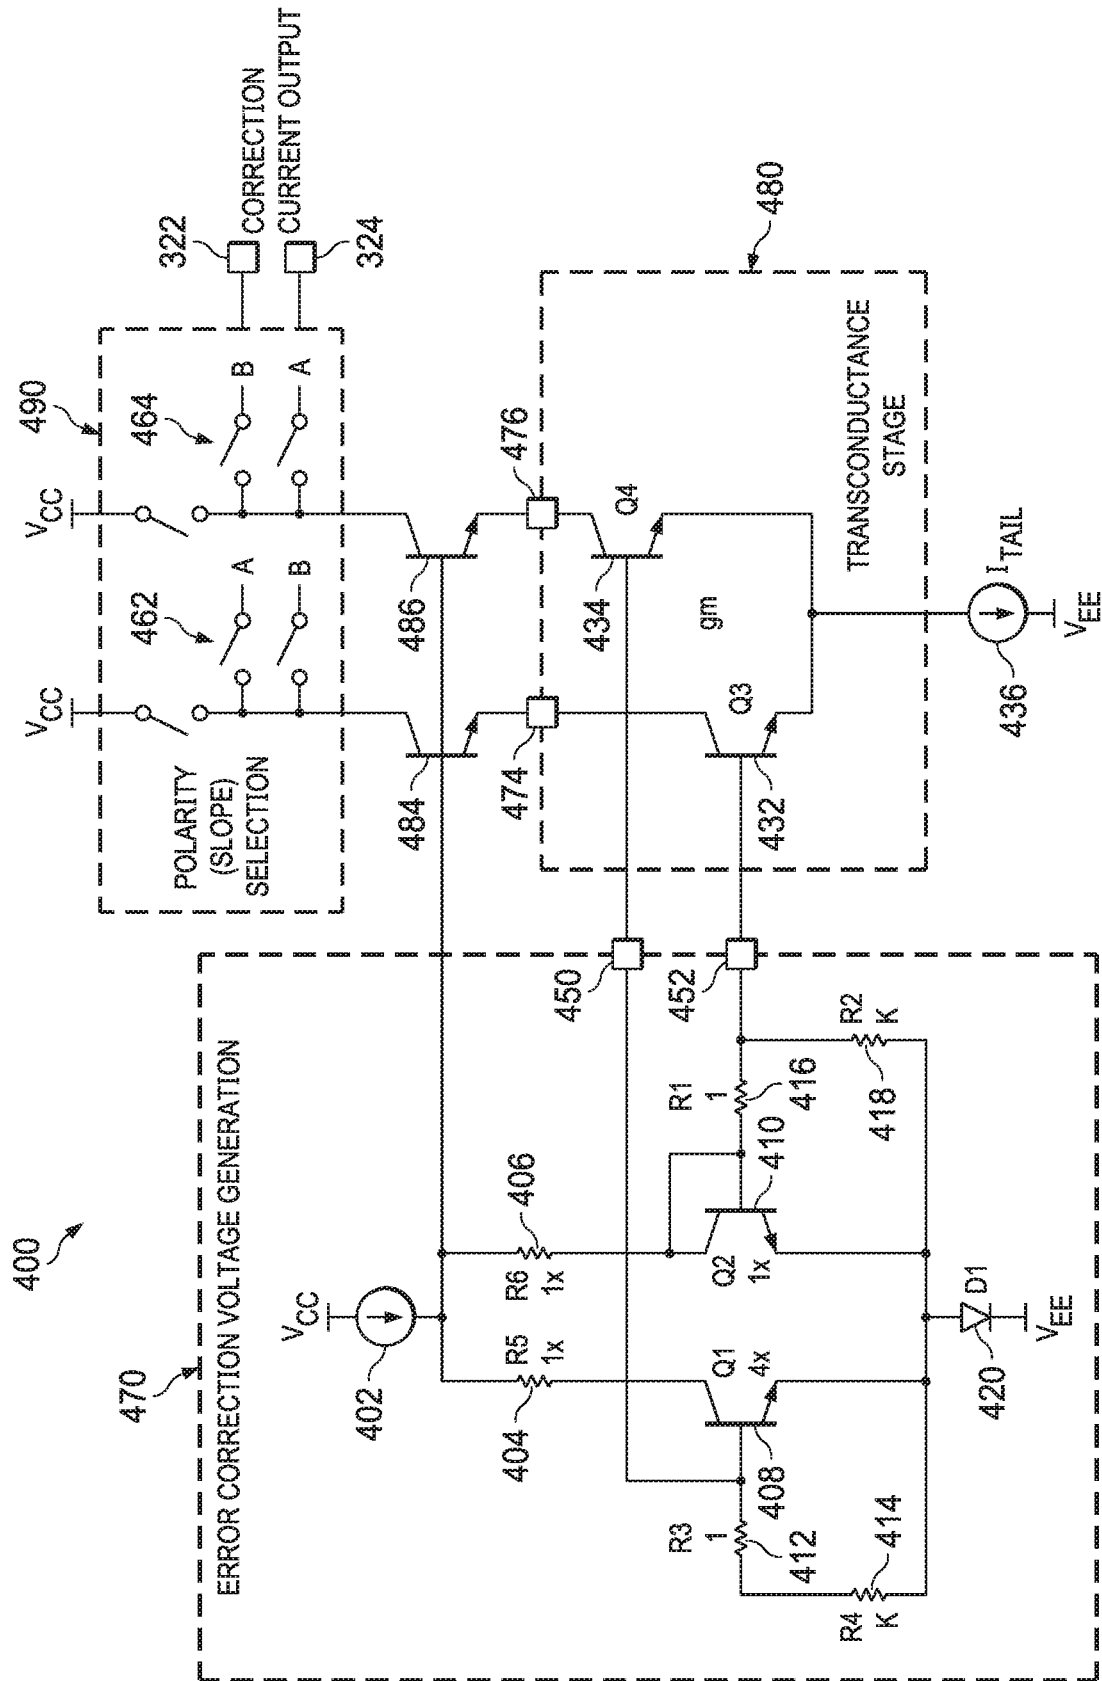 400
470
ERROR CORRECTION VOLTAGE GENERATION
VCC
402
R5
1x
404
R6
1x
406
Q1
4x
408
Q2
1x
410
R3
1
412
R4
K
414
R1
1
416
R2
K
418
D1
420
VEE
450
452
490
POLARITY
(SLOPE)
SELECTION
VCC
VCC
462
A
B
464
B
A
322
CORRECTION
CURRENT OUTPUT
324
484
486
474
476
480
Q3
432
Q4
434
gm
TRANSCONDUCTANCE
STAGE
ITAIL
436
VEE